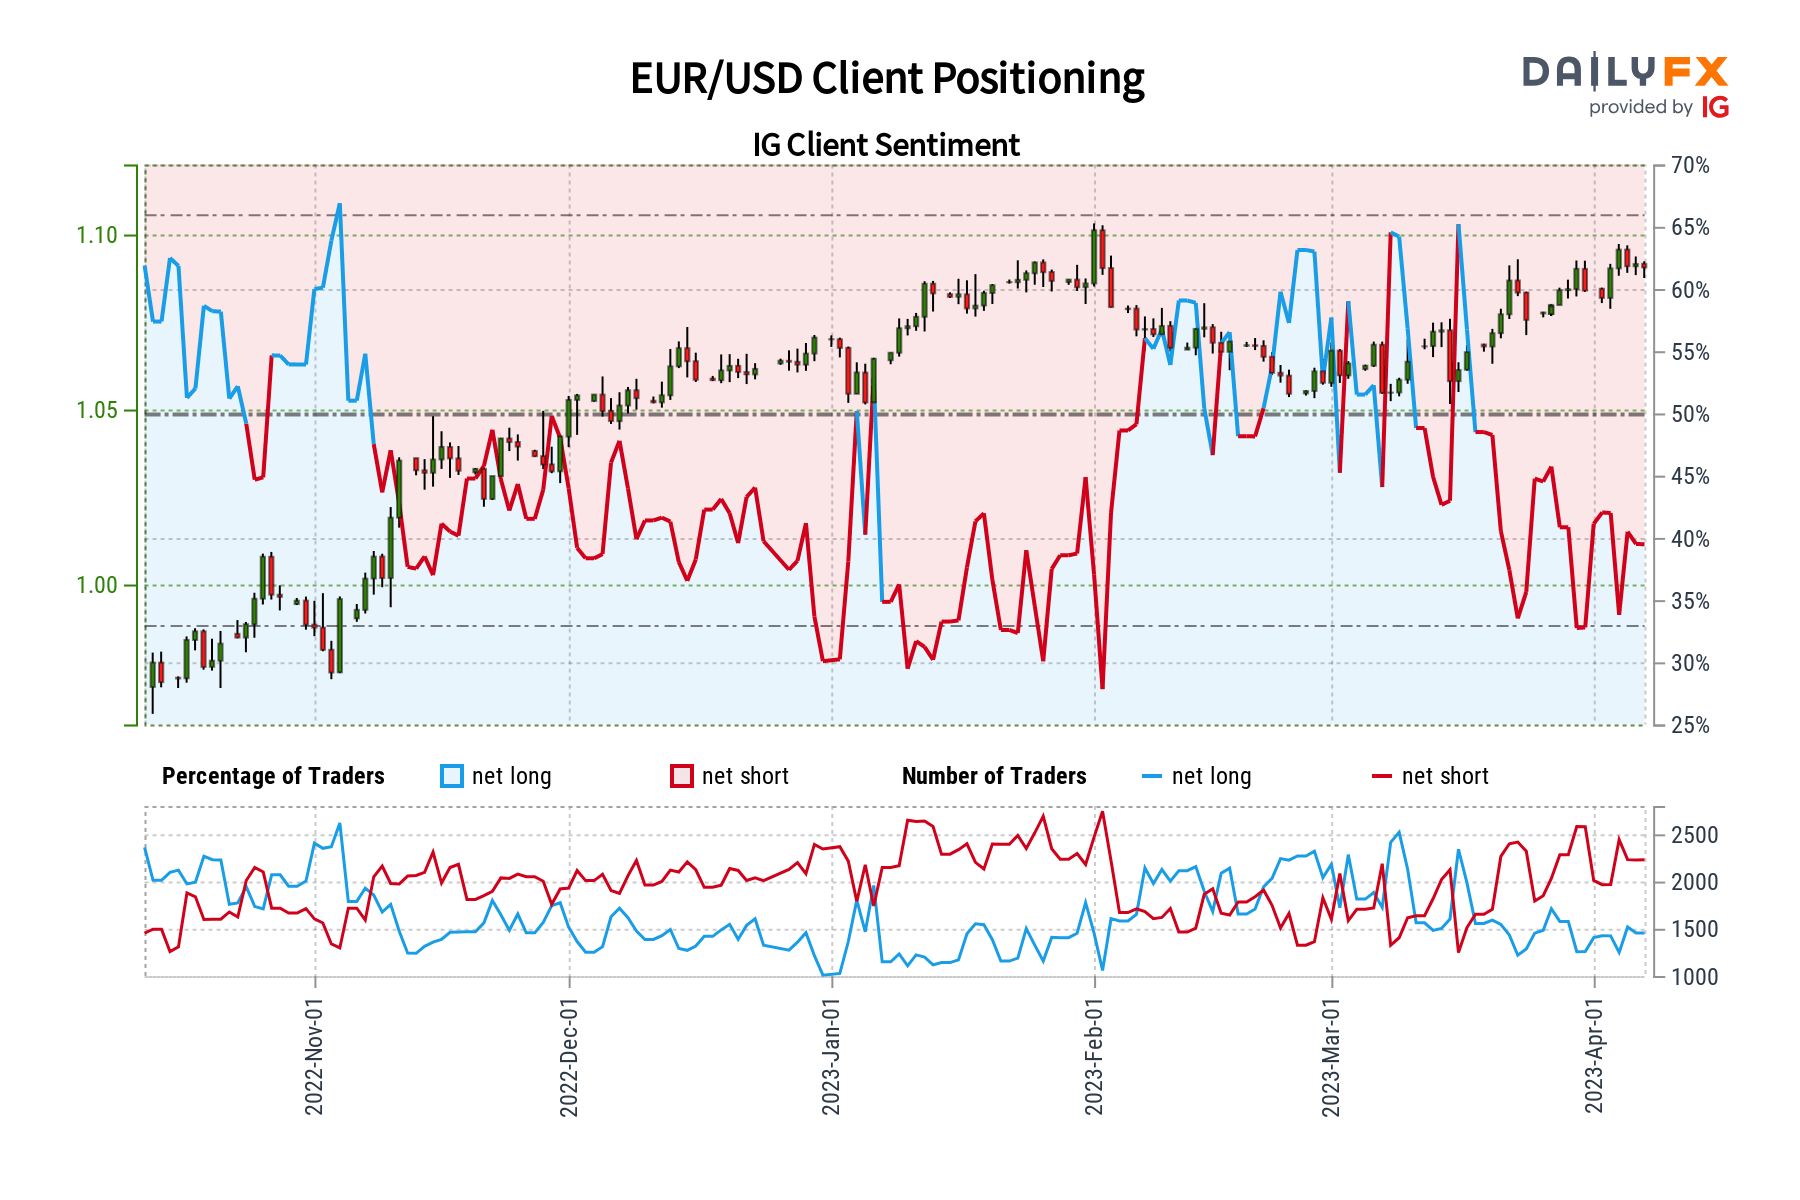 EUR/USD Client Positioning
DAILYFX
provided by IG
IG Client Sentiment
70%
65%
1.10
60%
55%
1.05
50%
45%
40%
1.00
35%
30%
25%
Percentage of Traders net long net short Number of Traders net long net short
2500
2000
1500
1000
2022-Nov-01
2022-Dec-01
2023-Jan-01
2023-Feb-01
2023-Mar-01
2023-Apr-01